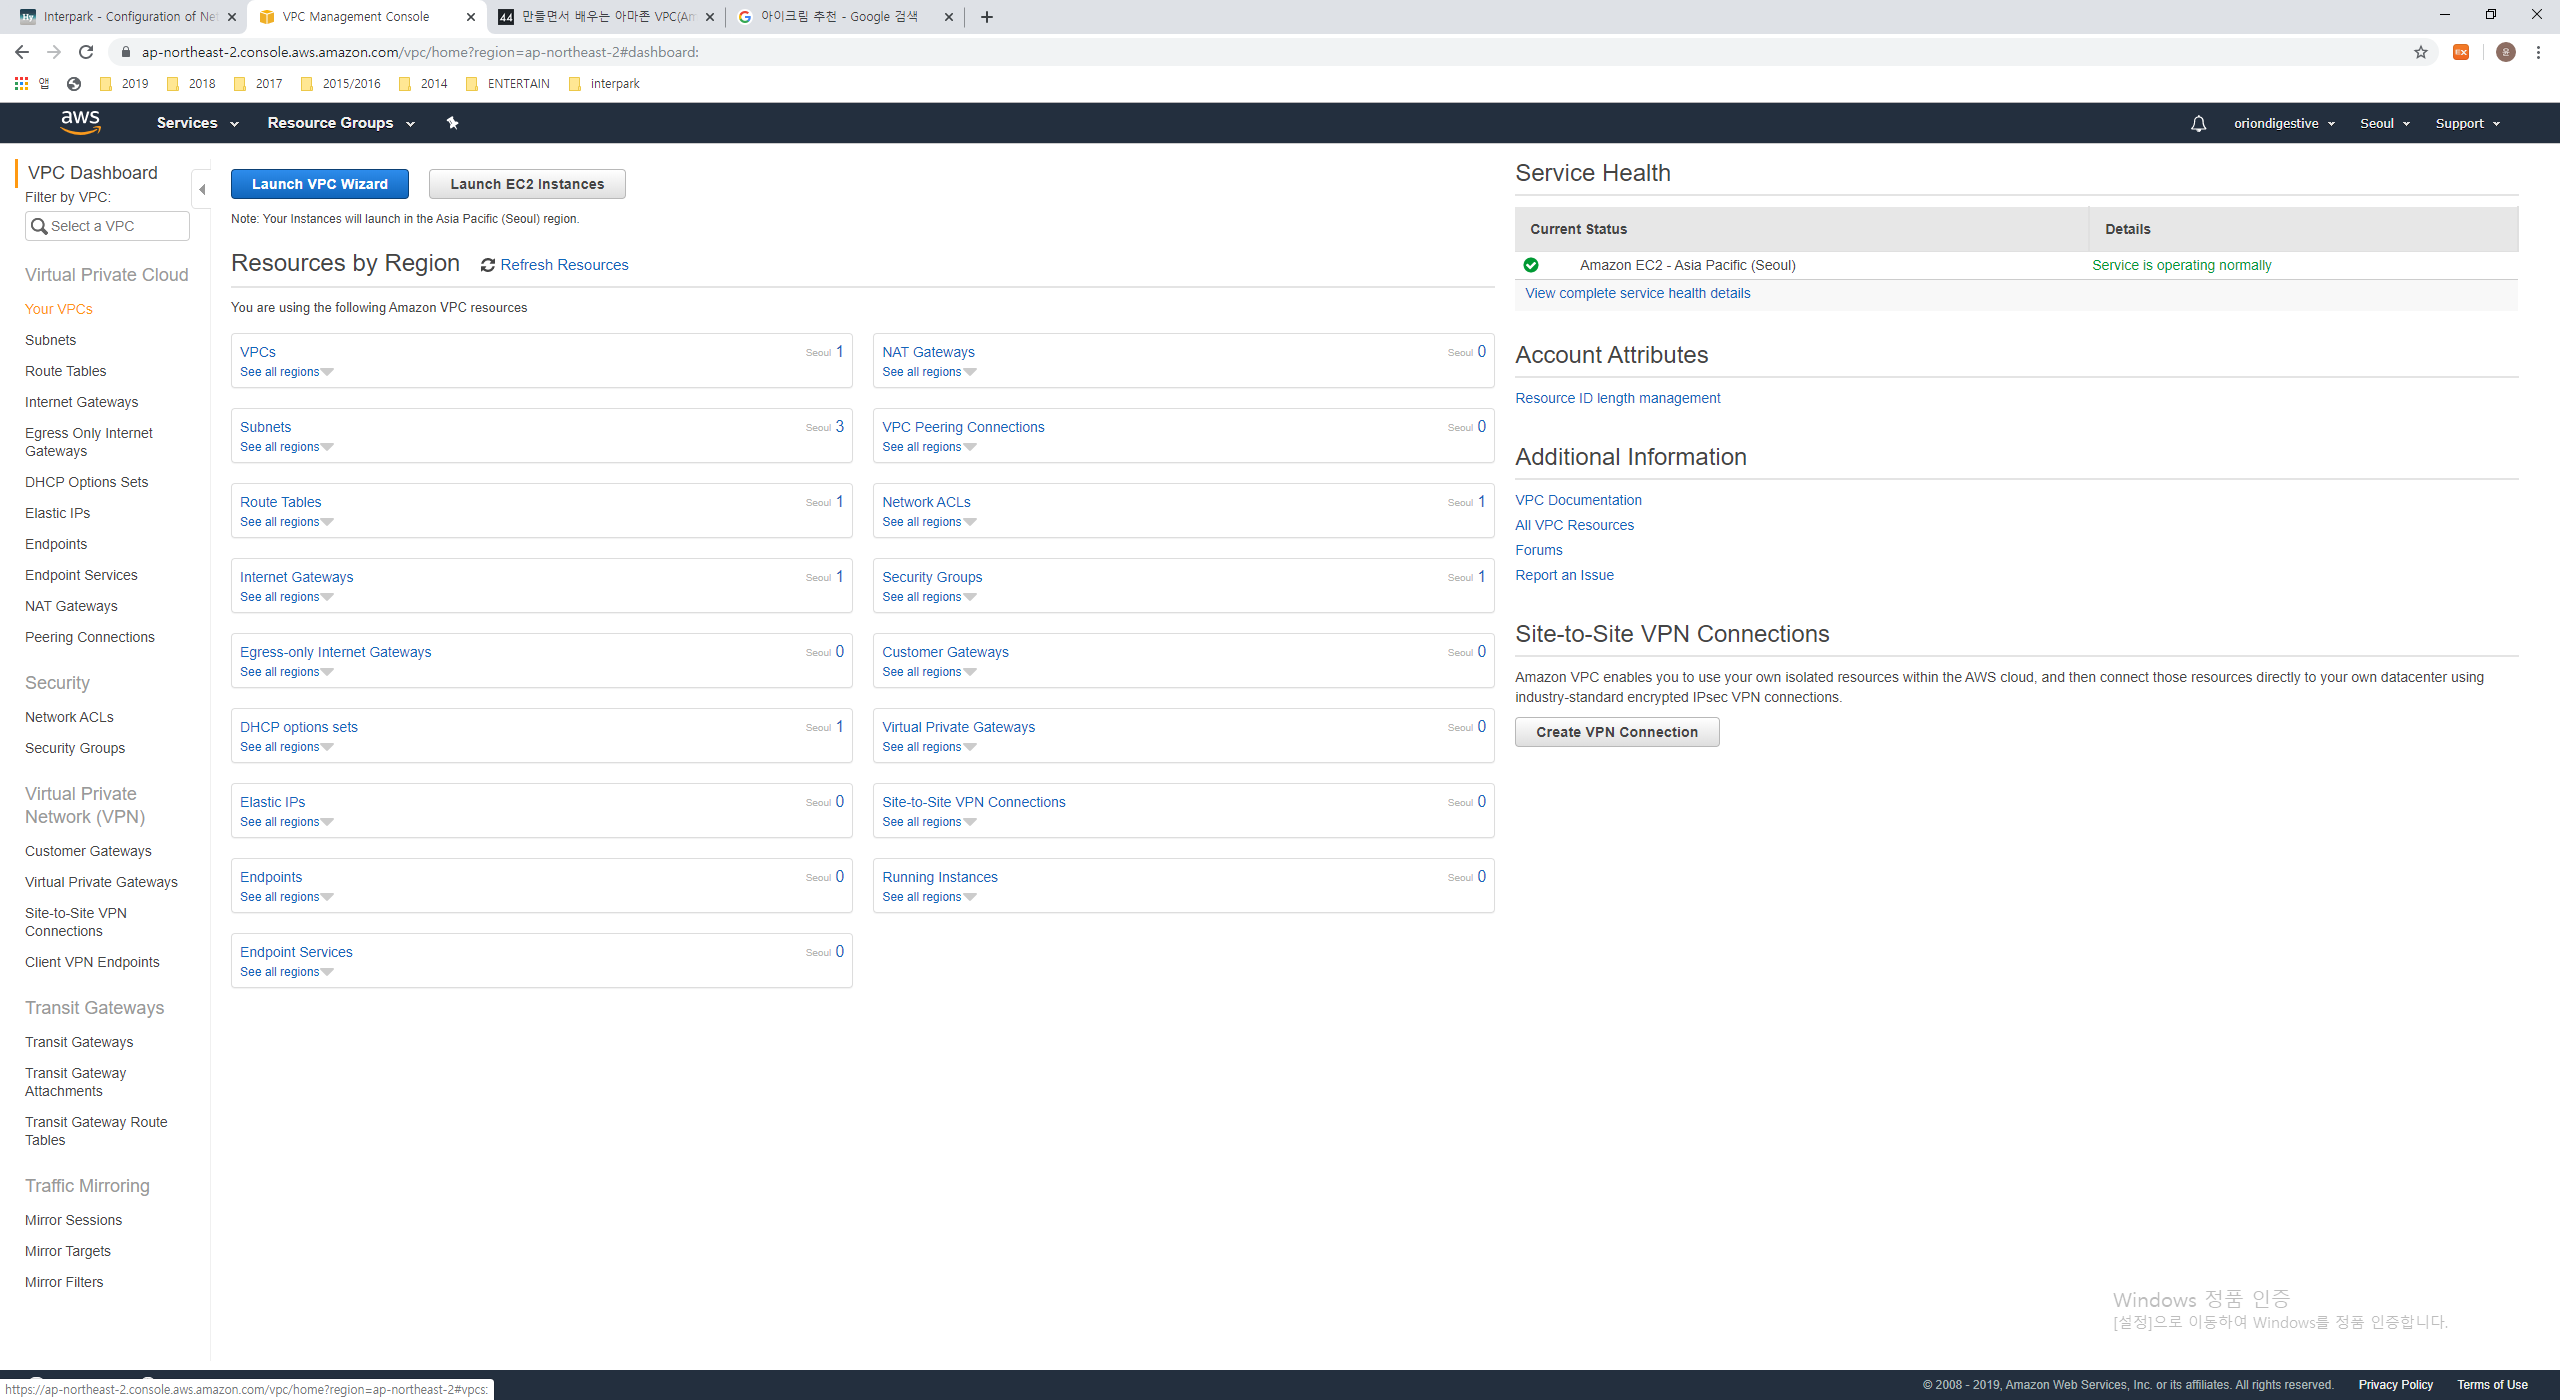 Interpark - Configuration of Net
VPC Management Console
만들면서 배우는 아마존 VPC(Am
아이크림 추천 - Google 검색
ap-northeast-2.console.aws.amazon.com/vpc/home?region=ap-northeast-2#dashboard:
앱
2019
2018
2017
2015/2016
2014
ENTERTAIN
interpark
aws
Services
Resource Groups
oriondigestive
Seoul
Support
VPC Dashboard
Filter by VPC:
Select a VPC
Virtual Private Cloud
Your VPCs
Subnets
Route Tables
Internet Gateways
Egress Only Internet
Gateways
DHCP Options Sets
Elastic IPs
Endpoints
Endpoint Services
NAT Gateways
Peering Connections
Security
Network ACLs
Security Groups
Virtual Private
Network (VPN)
Customer Gateways
Virtual Private Gateways
Site-to-Site VPN
Connections
Client VPN Endpoints
Transit Gateways
Transit Gateways
Transit Gateway
Attachments
Transit Gateway Route
Tables
Traffic Mirroring
Mirror Sessions
Mirror Targets
Mirror Filters
Launch VPC Wizard
Launch EC2 Instances
Note: Your Instances will launch in the Asia Pacific (Seoul) region.
Resources by Region
Refresh Resources
You are using the following Amazon VPC resources
VPCs Seoul 1
See all regions
NAT Gateways Seoul 0
See all regions
Subnets Seoul 3
See all regions
VPC Peering Connections Seoul 0
See all regions
Route Tables Seoul 1
See all regions
Network ACLs Seoul 1
See all regions
Internet Gateways Seoul 1
See all regions
Security Groups Seoul 1
See all regions
Egress-only Internet Gateways Seoul 0
See all regions
Customer Gateways Seoul 0
See all regions
DHCP options sets Seoul 1
See all regions
Virtual Private Gateways Seoul 0
See all regions
Elastic IPs Seoul 0
See all regions
Site-to-Site VPN Connections Seoul 0
See all regions
Endpoints Seoul 0
See all regions
Running Instances Seoul 0
See all regions
Endpoint Services Seoul 0
See all regions
Service Health
Current Status
Details
Amazon EC2 - Asia Pacific (Seoul)
Service is operating normally
View complete service health details
Account Attributes
Resource ID length management
Additional Information
VPC Documentation
All VPC Resources
Forums
Report an Issue
Site-to-Site VPN Connections
Amazon VPC enables you to use your own isolated resources within the AWS cloud, and then connect those resources directly to your own datacenter using
industry-standard encrypted IPsec VPN connections.
Create VPN Connection
Windows 정품 인증
[설정]으로 이동하여 Windows를 정품 인증합니다.
https://ap-northeast-2.console.aws.amazon.com/vpc/home?region=ap-northeast-2#vpcs:
© 2008 - 2019, Amazon Web Services, Inc. or its affiliates. All rights reserved.
Privacy Policy
Terms of Use